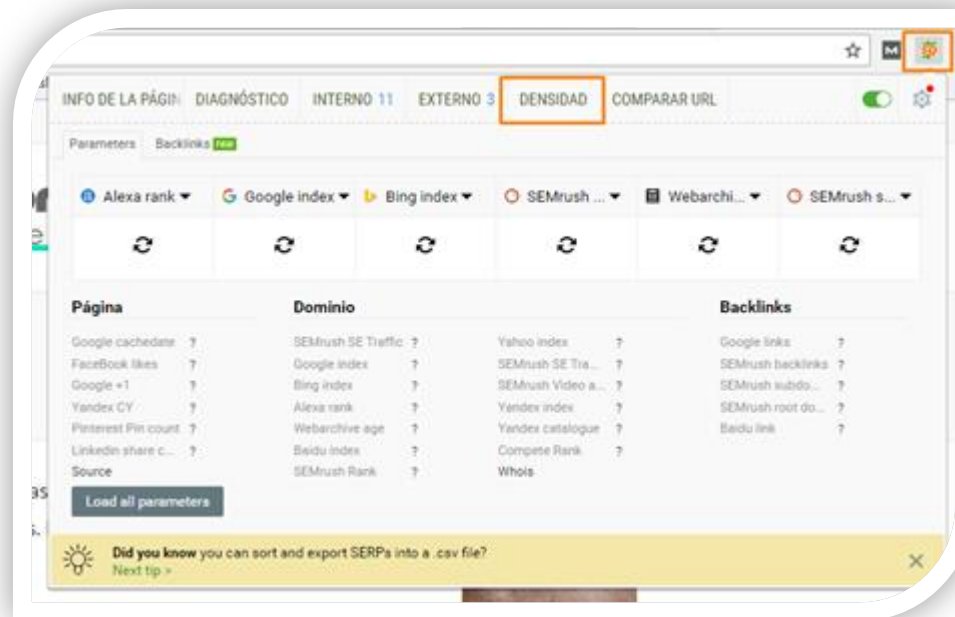 INFO DE LA PÁGIN DIAGNÓSTICO INTERNO 11 EXTERNO 3 DENSIDAD COMPARAR URL
Parameters Backlinks new
Alexa rank Google index Bing index SEMrush ... Webarchi... SEMrush s...
Página Dominio Backlinks
Google cachedate ? SEMrush SE Traffic ? Yahoo index ? Google links ?
FaceBook likes ? Google index ? SEMrush SE Tra... ? SEMrush backlinks ?
Google +1 ? Bing index ? SEMrush Video a... ? SEMrush subdo... ?
Yandex CY ? Alexa rank ? Yandex index ? SEMrush root do... ?
Pinterest Pin count ? Webarchive age ? Yandex catalogue ? Baidu link ?
Linkedin share c... ? Baidu index ? Compete Rank ?
Source SEMrush Rank ? Whois
Load all parameters
Did you know you can sort and export SERPs into a .csv file?
Next tip >